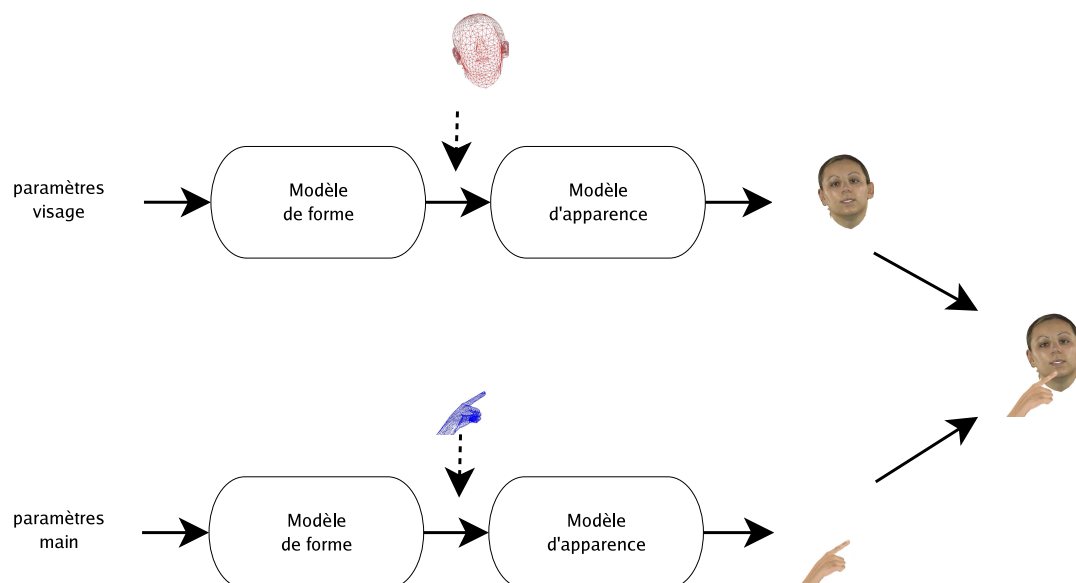 paramètres
visage
Modèle
de forme
Modèle
d'apparence
paramètres
main
Modèle
de forme
Modèle
d'apparence